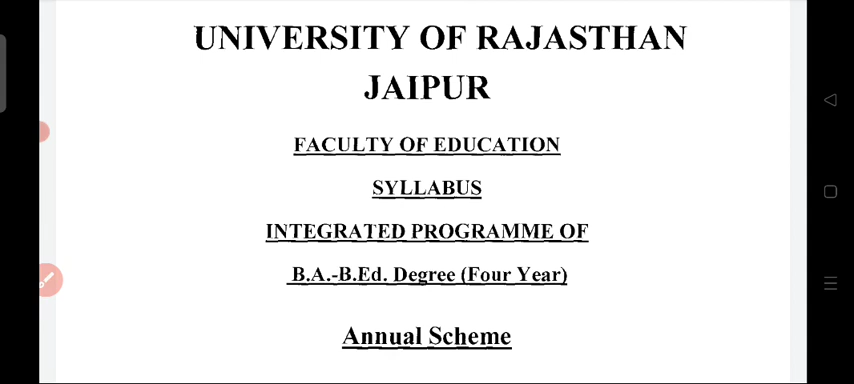 UNIVERSITY OF RAJASTHAN
JAIPUR
FACULTY OF EDUCATION
SYLLABUS
INTEGRATED PROGRAMME OF
B.A.-B.Ed. Degree (Four Year)
Annual Scheme